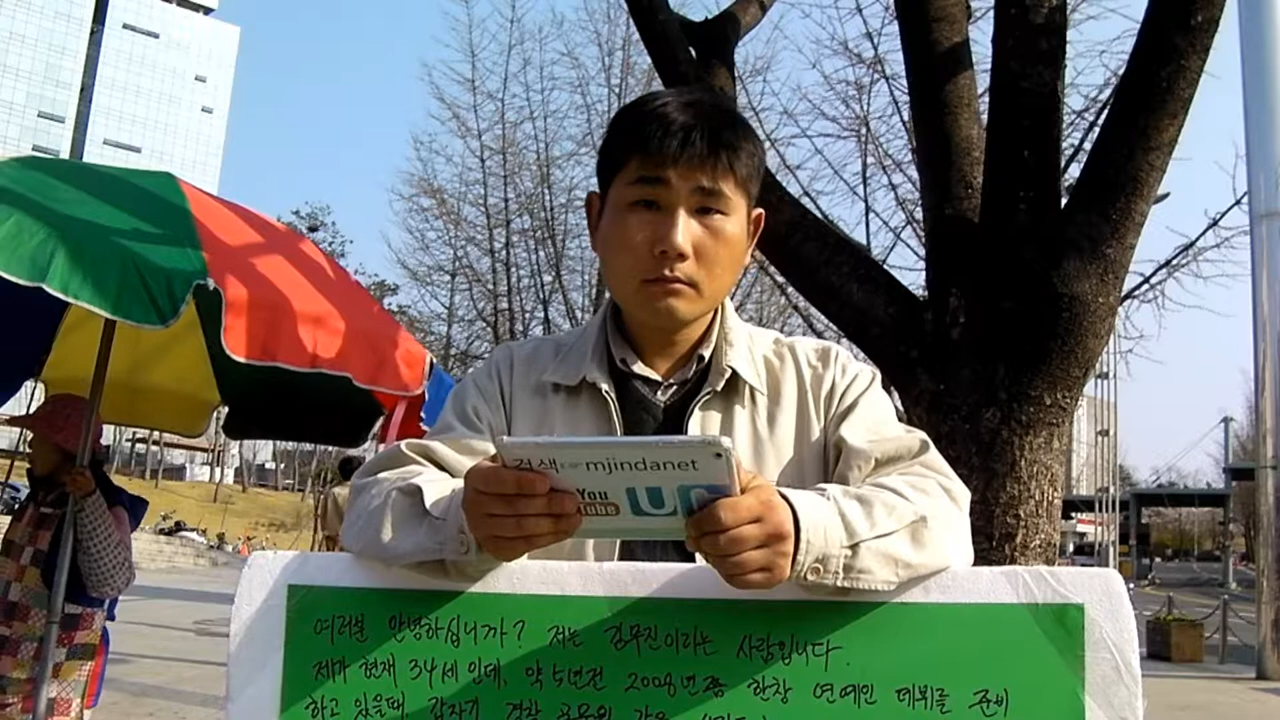 검색 mjindanet
You
Tube
여러분 안녕하십니까? 저는 김무진이라는 사람입니다.
제가 현재 34세 인데, 약 5년전 2008년쯤 한창 연예인 데뷔를 준비
하고 있을때, 갑자기 경찰 공무원 같은